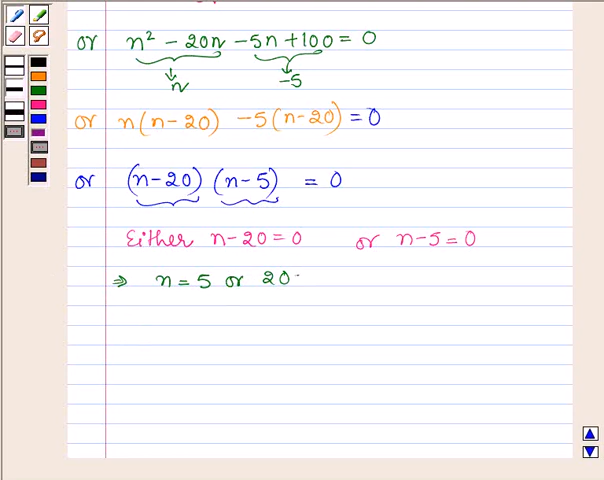 or n² - 20n - 5n + 100 = 0
n -5
or n(n-20) -5(n-20) = 0
or (n-20) (n-5) = 0
Either n-20 = 0 or n-5 = 0
⇒ n = 5 or 20.